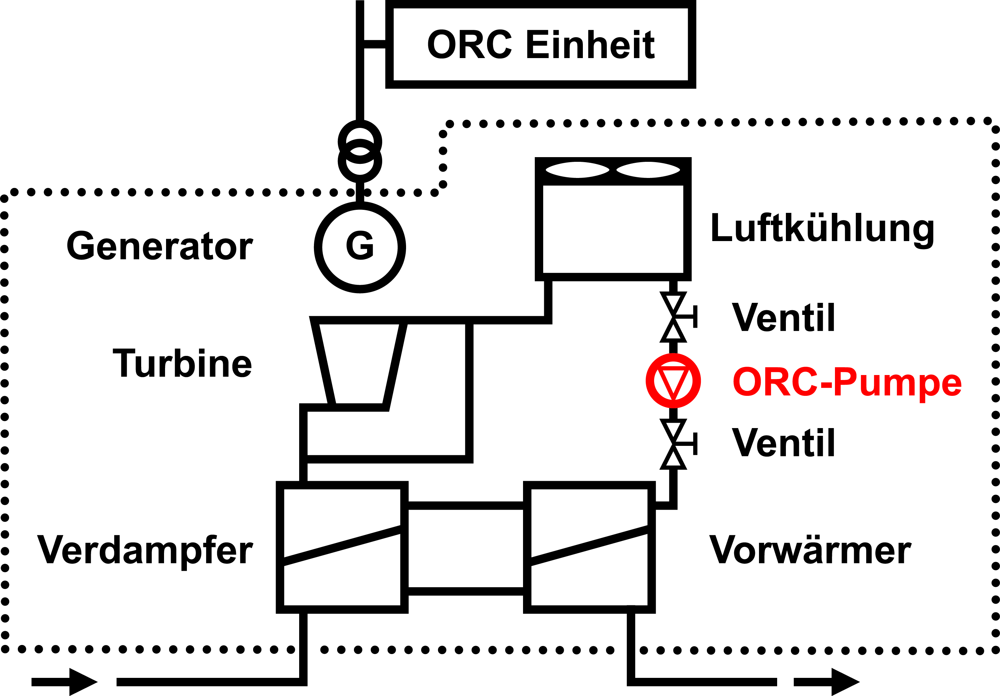 ORC Einheit
Generator
G
Luftkühlung
Ventil
Turbine
ORC-Pumpe
Ventil
Verdampfer
Vorwärmer